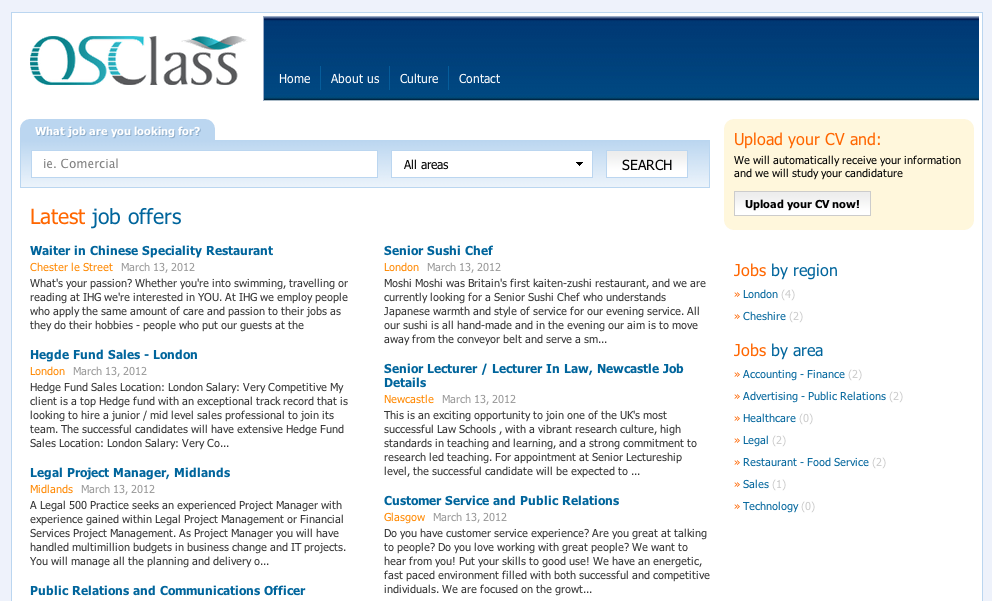 OSClass
Home
About us
Culture
Contact
What job are you looking for?
ie. Comercial
All areas
SEARCH
Latest job offers
Waiter in Chinese Speciality Restaurant
Chester le Street March 13, 2012
What's your passion? Whether you're into swimming, travelling or
reading at IHG we're interested in YOU. At IHG we employ people
who apply the same amount of care and passion to their jobs as
they do their hobbies - people who put our guests at the
Hegde Fund Sales - London
London March 13, 2012
Hegde Fund Sales Location: London Salary: Very Competitive My
client is a top Hegde fund with an exceptional track record that is
looking to hire a junior / mid level sales professional to join its
team. The successful candidates will have extensive Hegde Fund
Sales Location: London Salary: Very Co...
Legal Project Manager, Midlands
Midlands March 13, 2012
A Legal 500 Practice seeks an experienced Project Manager with
experience gained within Legal Project Management or Financial
Services Project Management. As Project Manager you will have
handled multimillion budgets in business change and IT projects.
You will manage all the planning and delivery o...
Public Relations and Communications Officer
Senior Sushi Chef
London March 13, 2012
Moshi Moshi was Britain's first kaiten-zushi restaurant, and we are
currently looking for a Senior Sushi Chef who understands
Japanese warmth and style of service for our evening service. All
our sushi is all hand-made and in the evening our aim is to move
away from the conveyor belt and serve a sm...
Senior Lecturer / Lecturer In Law, Newcastle Job
Details
Newcastle March 13, 2012
This is an exciting opportunity to join one of the UK's most
successful Law Schools , with a vibrant research culture, high
standards in teaching and learning, and a strong commitment to
research led teaching. For appointment at Senior Lectureship
level, the successful candidate will be expected to ...
Customer Service and Public Relations
Glasgow March 13, 2012
Do you have customer service experience? Are you great at talking
to people? Do you love working with great people? We want to
hear from you! Put your skills to good use! We have an energetic,
fast paced environment filled with both successful and competitive
individuals. We are focused on the growt...
Upload your CV and:
We will automatically receive your information
and we will study your candidature
Upload your CV now!
Jobs by region
» London (4)
» Cheshire (2)
Jobs by area
» Accounting - Finance (2)
» Advertising - Public Relations (2)
» Healthcare (0)
» Legal (2)
» Restaurant - Food Service (2)
» Sales (1)
» Technology (0)